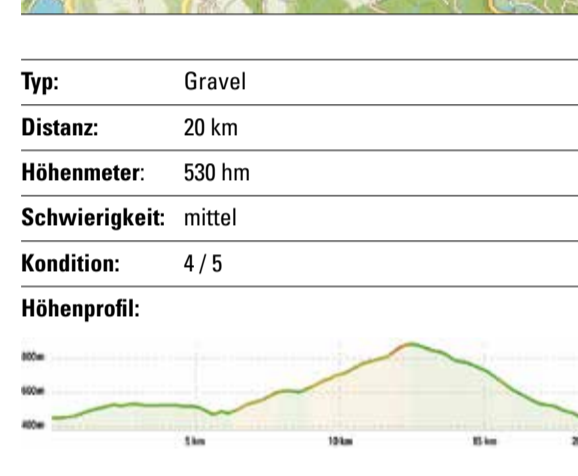 Typ: Gravel
Distanz: 20 km
Höhenmeter: 530 hm
Schwierigkeit: mittel
Kondition: 4 / 5
Höhenprofil:
800m
600m
400m
5 km 10 km 15 km